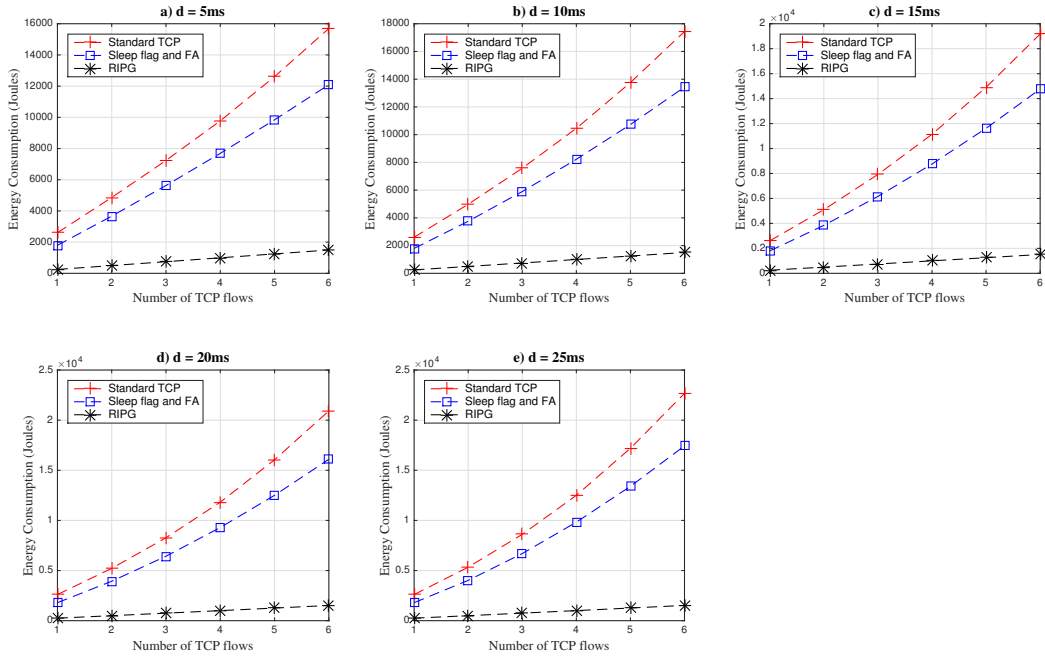 a) d = 5ms
16000
14000
12000
10000
8000
6000
4000
2000
0
Energy Consumption (Joules)
Standard TCP
Sleep flag and FA
RIPG
1 2 3 4 5 6
Number of TCP flows
b) d = 10ms
18000
16000
14000
12000
10000
8000
6000
4000
2000
0
Energy Consumption (Joules)
Standard TCP
Sleep flag and FA
RIPG
1 2 3 4 5 6
Number of TCP flows
c) d = 15ms
×10⁴
2
1.8
1.6
1.4
1.2
1
0.8
0.6
0.4
0.2
0
Energy Consumption (Joules)
Standard TCP
Sleep flag and FA
RIPG
1 2 3 4 5 6
Number of TCP flows
d) d = 20ms
×10⁴
2.5
2
1.5
1
0.5
0
Energy Consumption (Joules)
Standard TCP
Sleep flag and FA
RIPG
1 2 3 4 5 6
Number of TCP flows
e) d = 25ms
×10⁴
2.5
2
1.5
1
0.5
0
Energy Consumption (Joules)
Standard TCP
Sleep flag and FA
RIPG
1 2 3 4 5 6
Number of TCP flows